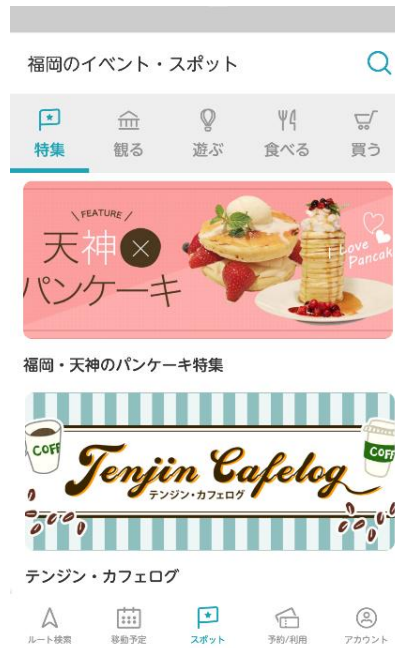 福岡のイベント・スポット
特集 観る 遊ぶ 食べる 買う
FEATURE
天神×
パンケーキ
I Love
Pancak
福岡・天神のパンケーキ特集
COFF
COFF
Tenjin Cafelog
テンジン・カフェログ
テンジン・カフェログ
ルート検索 移動予定 スポット 予約/利用 アカウント